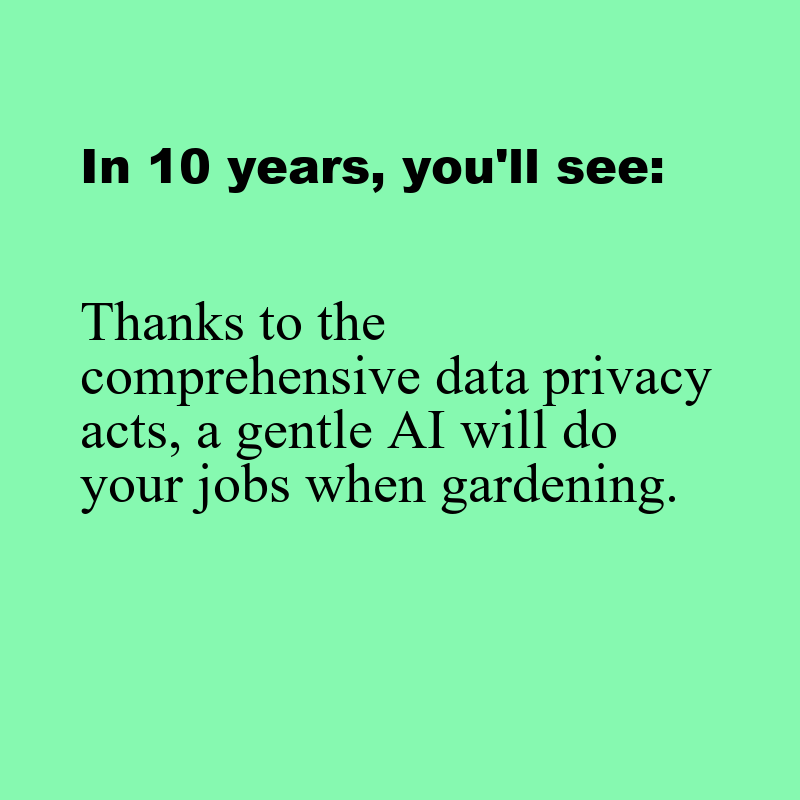 In 10 years, you'll see:
Thanks to the
comprehensive data privacy
acts, a gentle AI will do
your jobs when gardening.